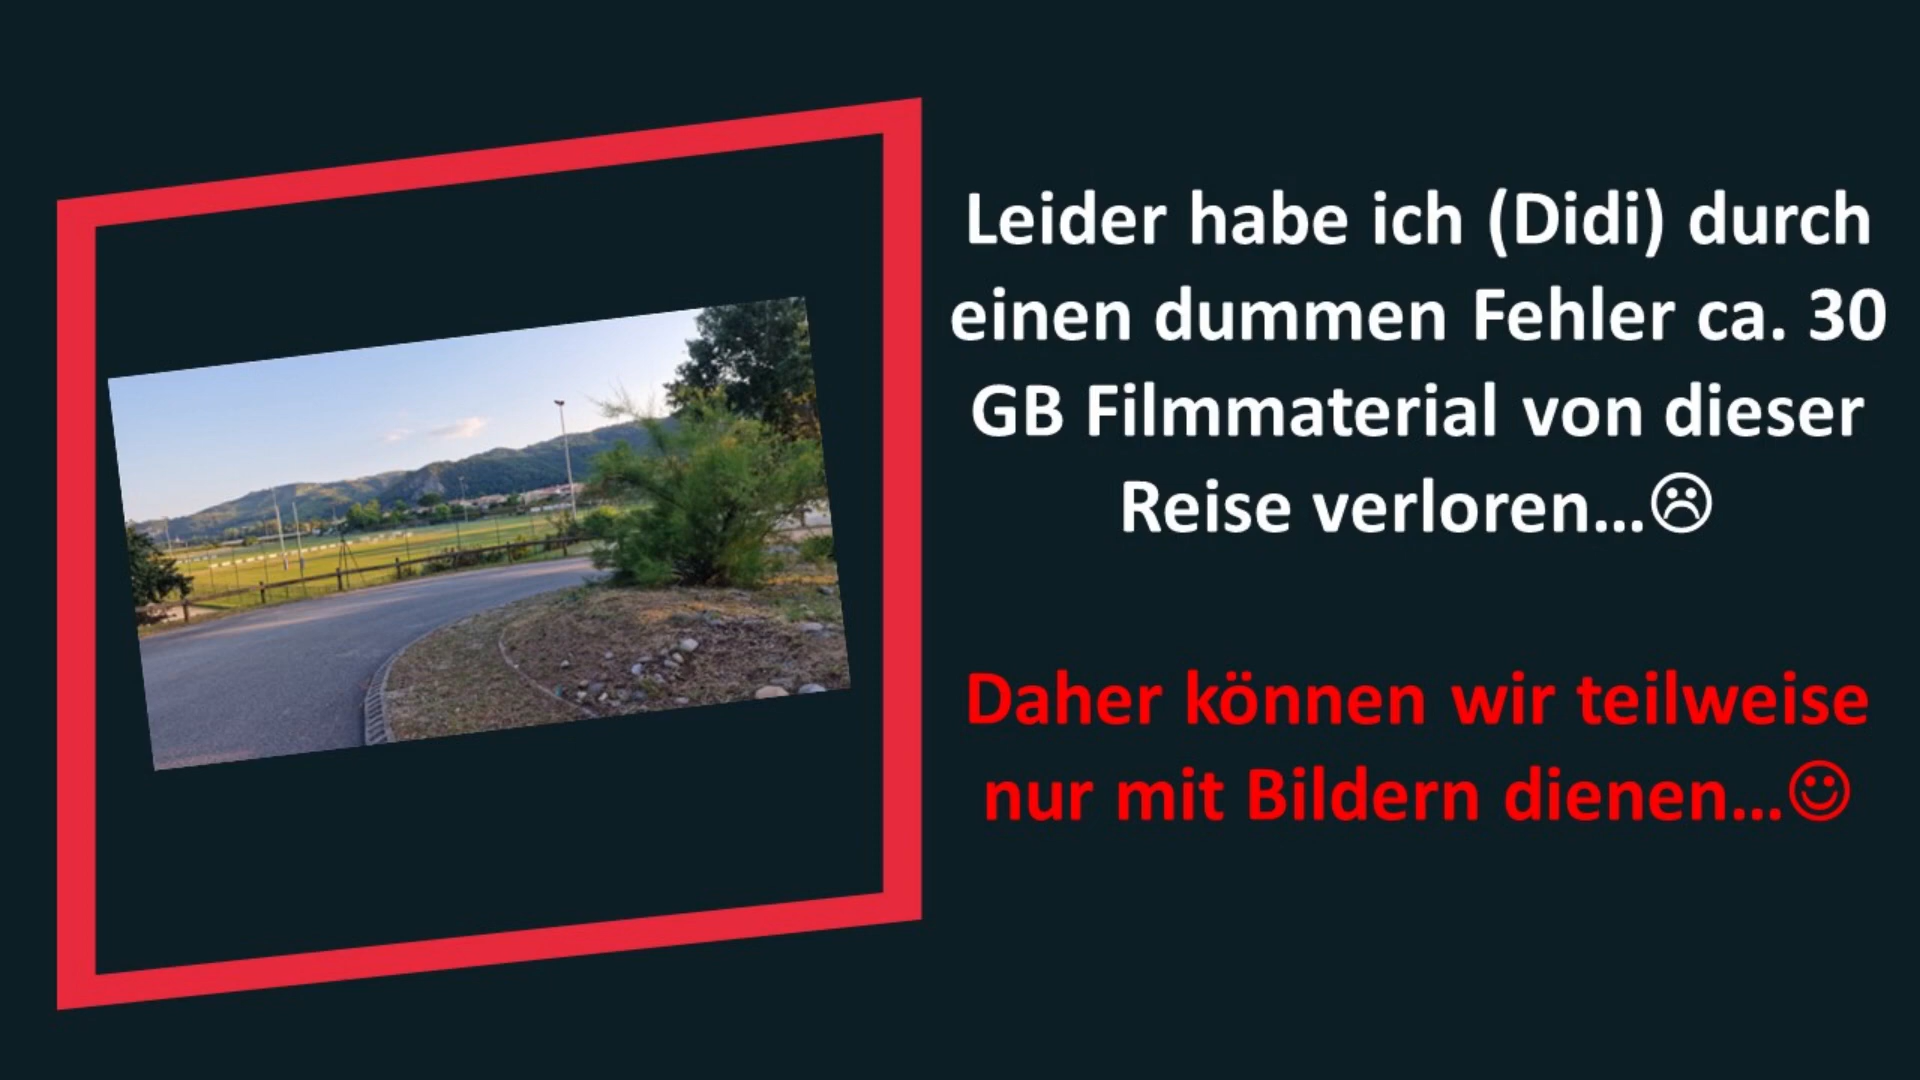 Leider habe ich (Didi) durch
einen dummen Fehler ca. 30
GB Filmmaterial von dieser
Reise verloren...☹
Daher können wir teilweise
nur mit Bildern dienen...☺